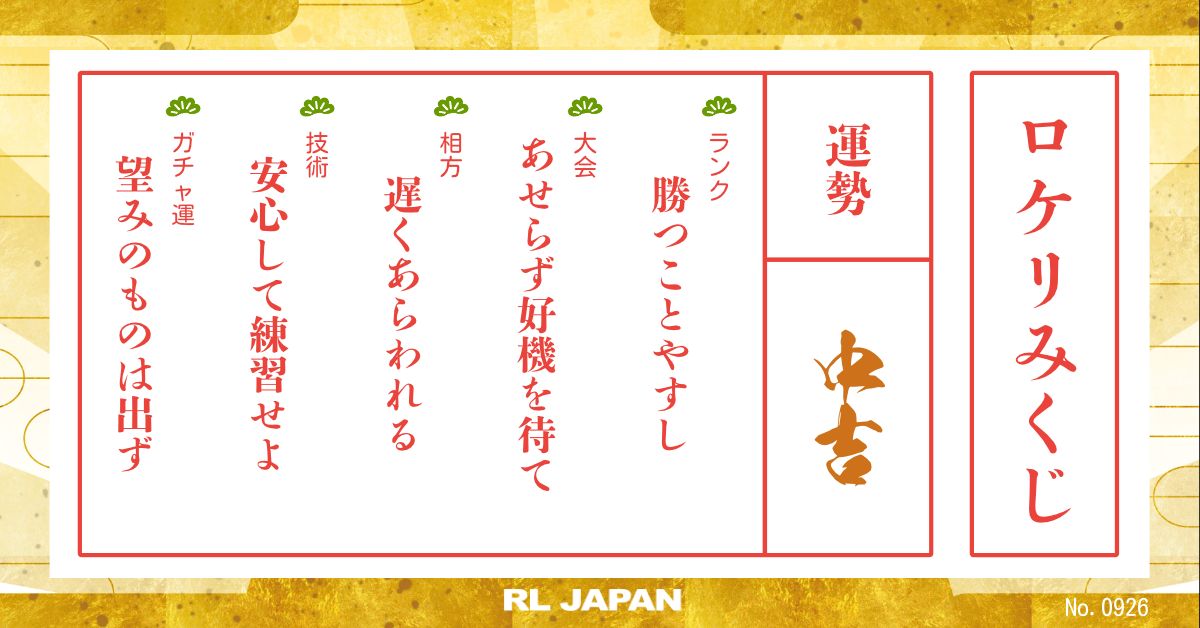 ロケリみくじ
運勢
中吉
ランク
勝つことやすし
大会
あせらず好機を待て
相方
遅くあらわれる
技術
安心して練習せよ
ガチャ運
望みのものは出ず
RL JAPAN
No. 0926